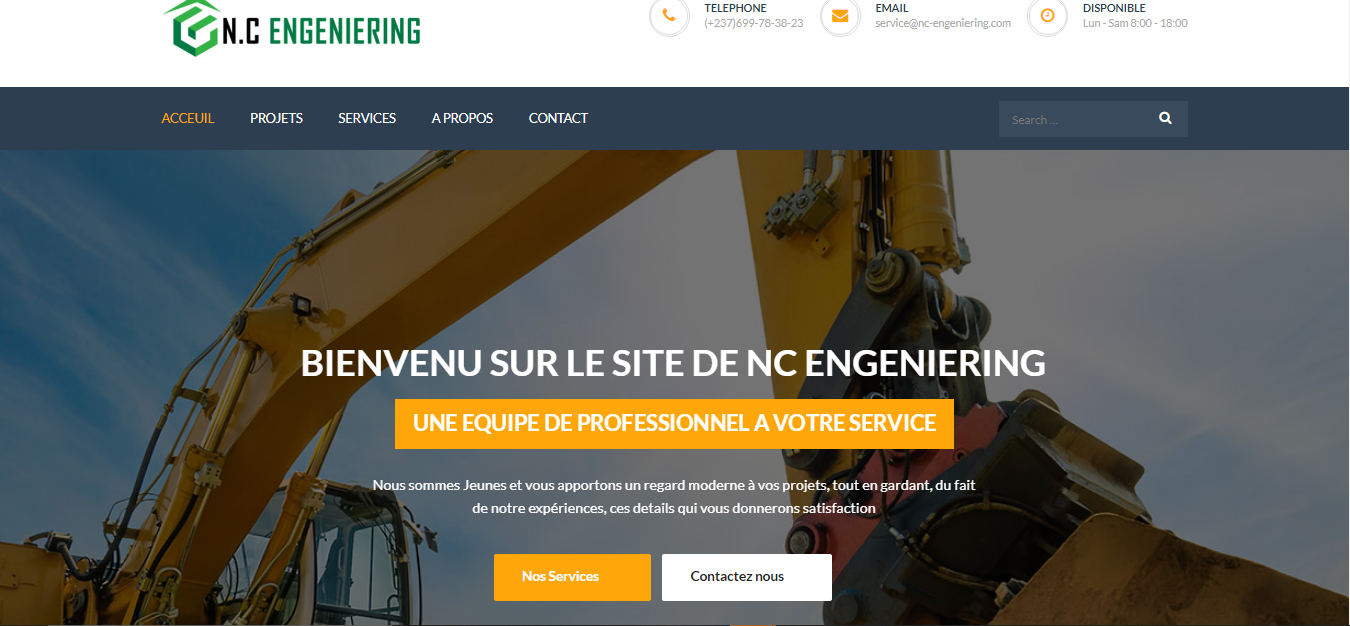 N.C ENGENIERING
TELEPHONE
(+237)699-78-38-23
EMAIL
service@nc-engeniering.com
DISPONIBLE
Lun - Sam 8:00 - 18:00
ACCEUIL PROJETS SERVICES A PROPOS CONTACT
Search ...
BIENVENU SUR LE SITE DE NC ENGENIERING
UNE EQUIPE DE PROFESSIONNEL A VOTRE SERVICE
Nous sommes Jeunes et vous apportons un regard moderne à vos projets, tout en gardant, du fait
de notre expériences, ces details qui vous donnerons satisfaction
Nos Services
Contactez nous